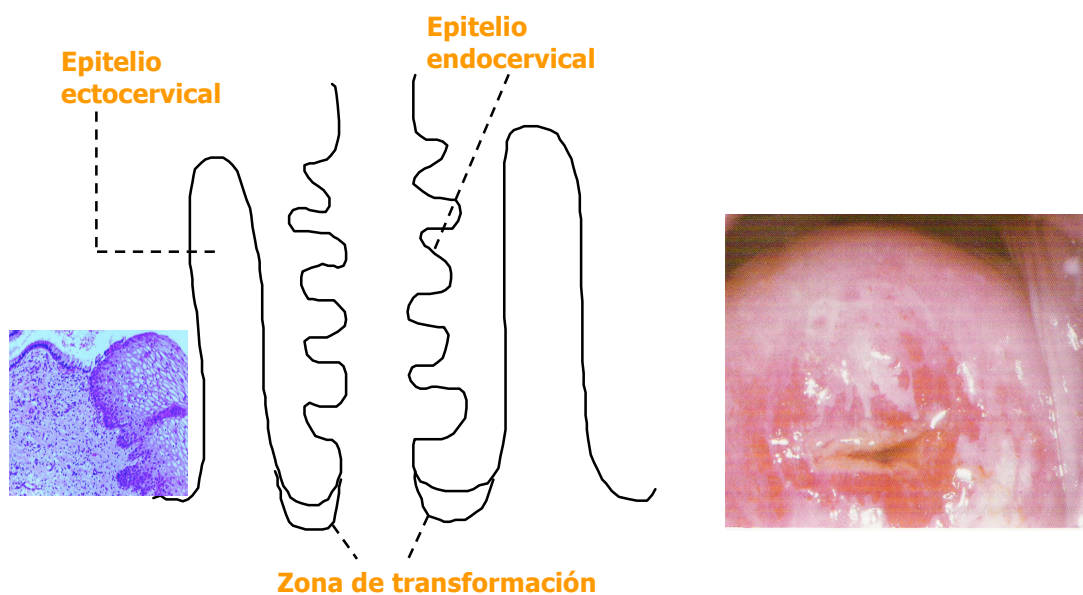 Epitelio
endocervical
Epitelio
ectocervical
Zona de transformación